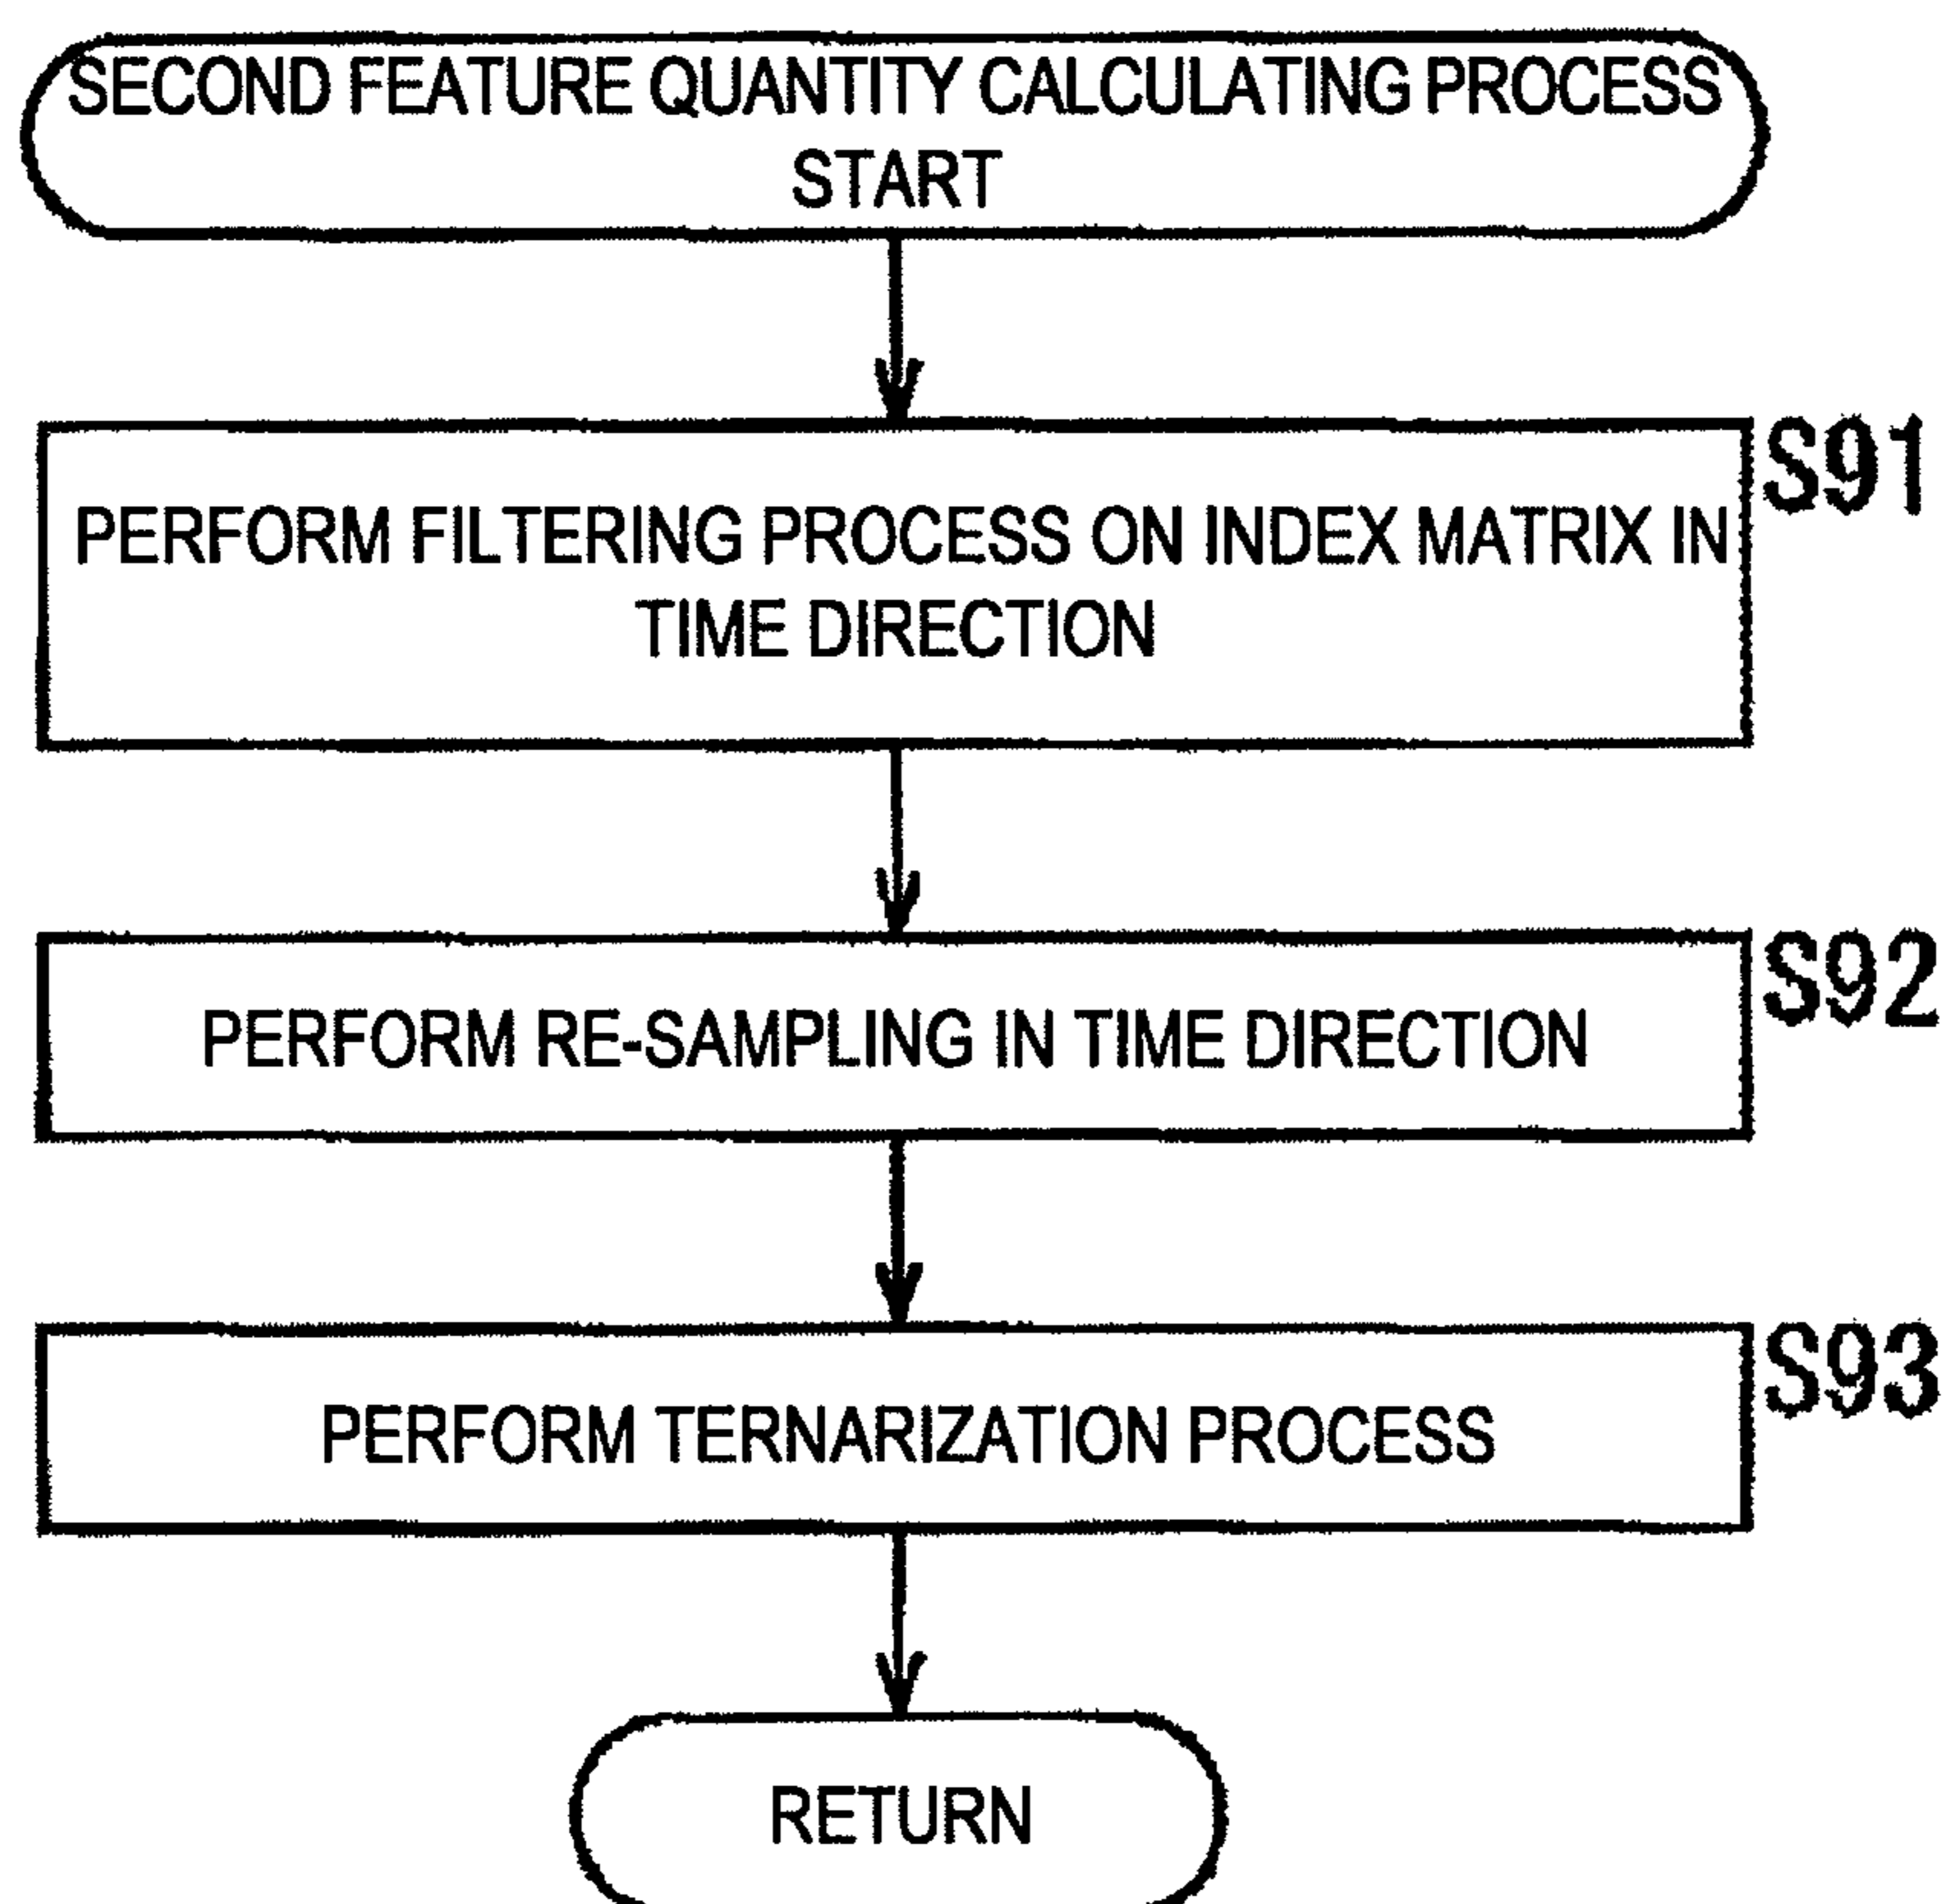 SECOND FEATURE QUANTITY CALCULATING PROCESS
START
S91
PERFORM FILTERING PROCESS ON INDEX MATRIX IN
TIME DIRECTION
S92
PERFORM RE-SAMPLING IN TIME DIRECTION
S93
PERFORM TERNARIZATION PROCESS
RETURN